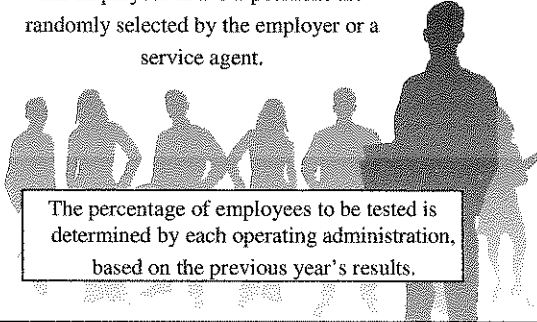 randomly selected by the employer or a
service agent.
The percentage of employees to be tested is
determined by each operating administration,
based on the previous year's results.